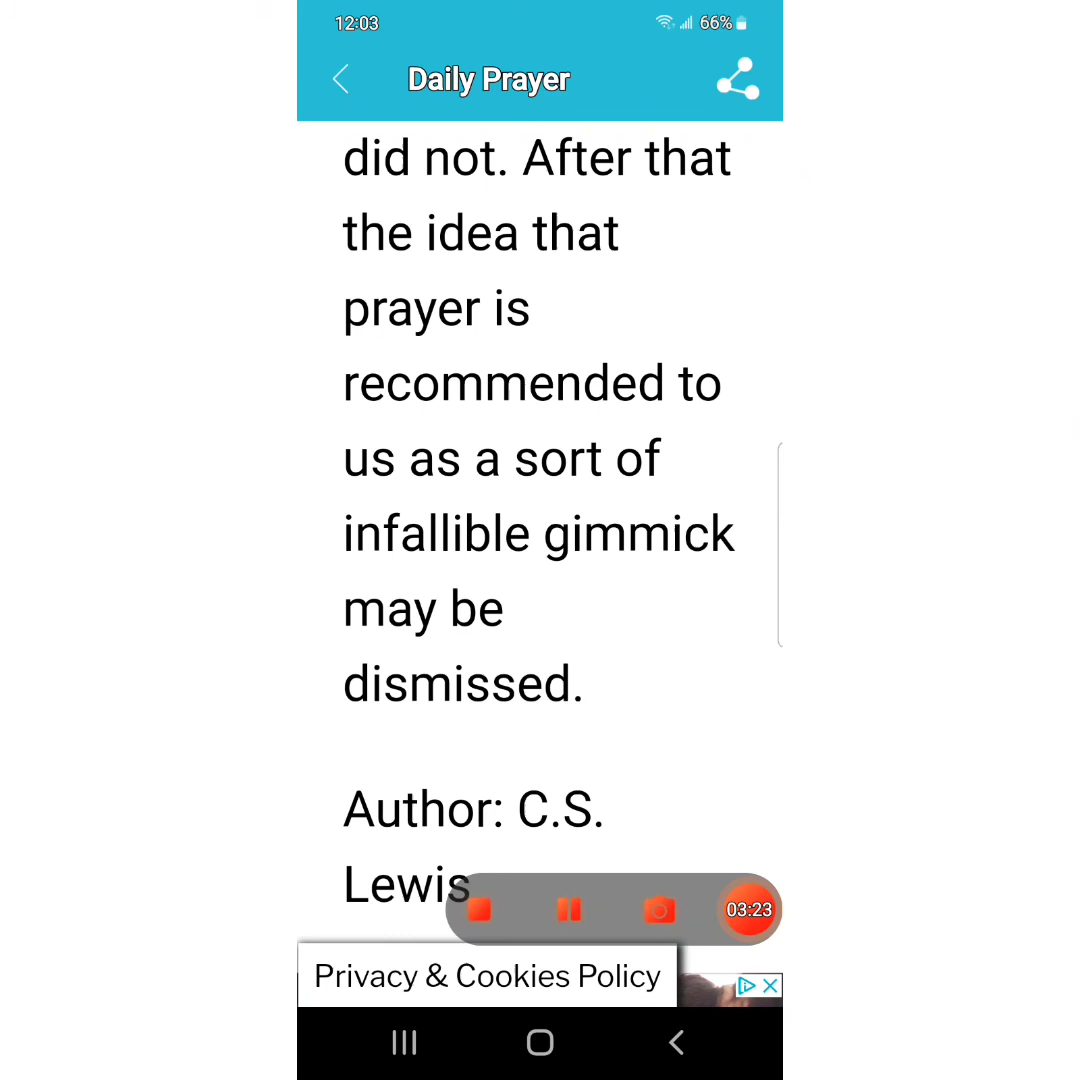 12:03 66%
Daily Prayer
did not. After that
the idea that
prayer is
recommended to
us as a sort of
infallible gimmick
may be
dismissed.
Author: C.S.
Lewis
03:23
Privacy & Cookies Policy